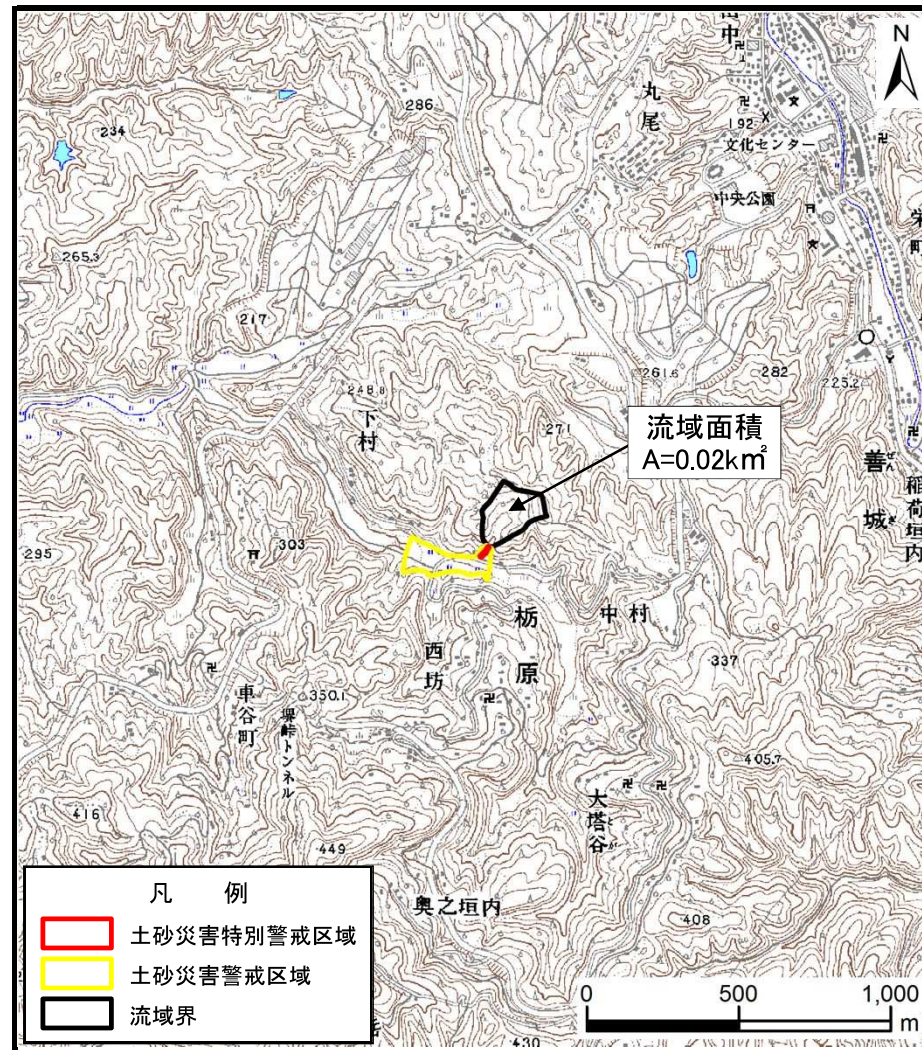 N
286
丸尾
192
文化センター
中央公園
234
265.3
217
248.8
下村
261.6
282
225.2
271
流域面積
A=0.02km²
善城
ぜんぎ
稲荷垣内
295
303
栃原
中村
西坊
337
車谷町
350.1
堺峠トンネル
405.7
416
大塔谷
449
奥之垣内
408
430
凡 例
土砂災害特別警戒区域
土砂災害警戒区域
流域界
0 500 1,000
m